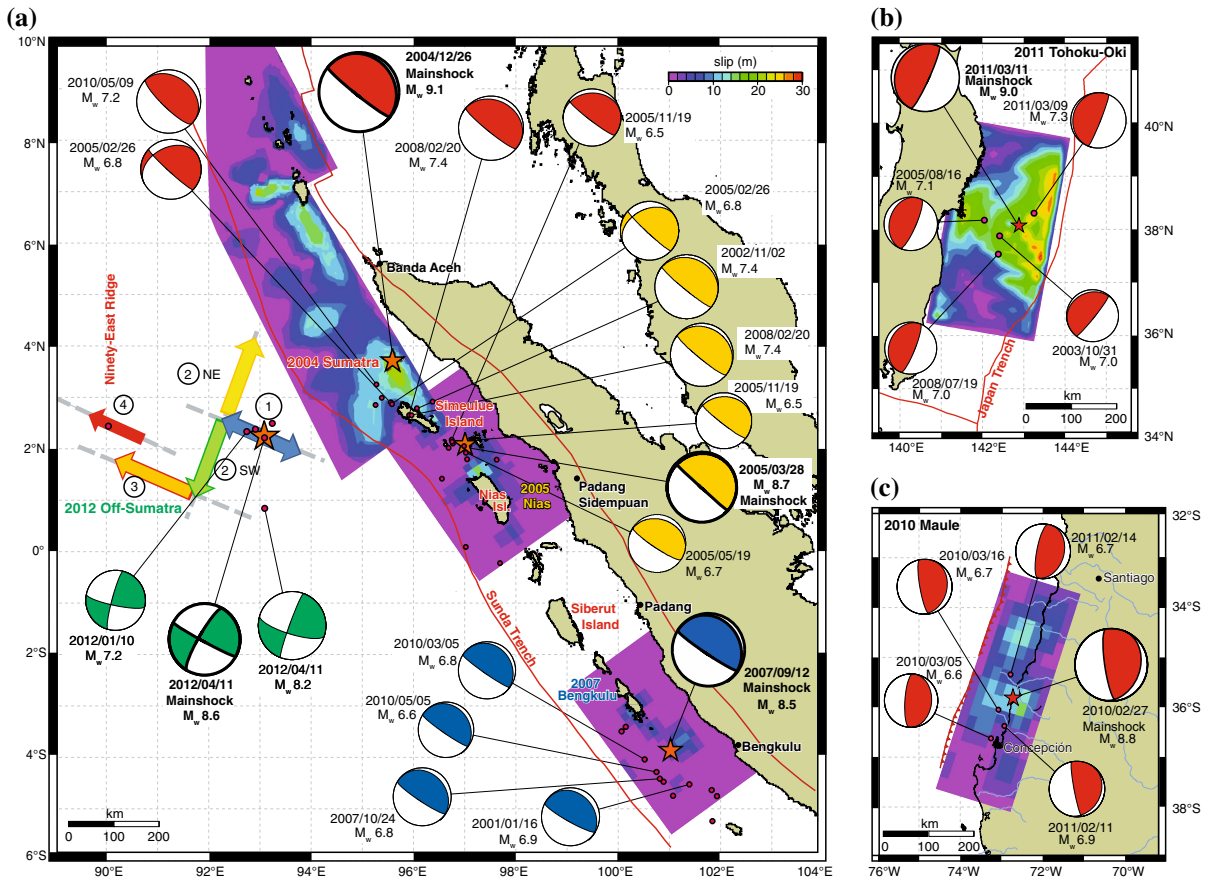 (a)
10°N
8°N
6°N
4°N
2°N
0°
2°S
4°S
6°S
90°E
92°E
94°E
96°E
98°E
100°E
102°E
104°E
slip (m)
0
10
20
30
2010/05/09
Mw 7.2
2005/02/26
Mw 6.8
2004/12/26
Mainshock
Mw 9.1
2008/02/20
Mw 7.4
2005/11/19
Mw 6.5
2005/02/26
Mw 6.8
2002/11/02
Mw 7.4
2008/02/20
Mw 7.4
2005/11/19
Mw 6.5
2005/03/28
Mw 8.7
Mainshock
2005/05/19
Mw 6.7
Banda Aceh
Ninety-East Ridge
2004 Sumatra
Simeulue
Island
2 NE
1
4
2 SW
3
2012 Off-Sumatra
2005
Nias
Nias
Isl.
Padang
Sidempuan
Sunda Trench
Siberut
Island
Padang
2012/01/10
Mw 7.2
2012/04/11
Mainshock
Mw 8.6
2012/04/11
Mw 8.2
2010/03/05
Mw 6.8
2010/05/05
Mw 6.6
2007/10/24
Mw 6.8
2001/01/16
Mw 6.9
2007
Bengkulu
2007/09/12
Mainshock
Mw 8.5
Bengkulu
km
0 100 200
(b)
2011 Tohoku-Oki
2011/03/11
Mainshock
Mw 9.0
2011/03/09
Mw 7.3
2005/08/16
Mw 7.1
2008/07/19
Mw 7.0
2003/10/31
Mw 7.0
Japan Trench
km
0 100 200
40°N
38°N
36°N
34°N
140°E
142°E
144°E
(c)
2010 Maule
2010/03/16
Mw 6.7
2011/02/14
Mw 6.7
Santiago
2010/03/05
Mw 6.6
2010/02/27
Mainshock
Mw 8.8
Concepción
2011/02/11
Mw 6.9
km
0 100 200
32°S
34°S
36°S
38°S
76°W
74°W
72°W
70°W